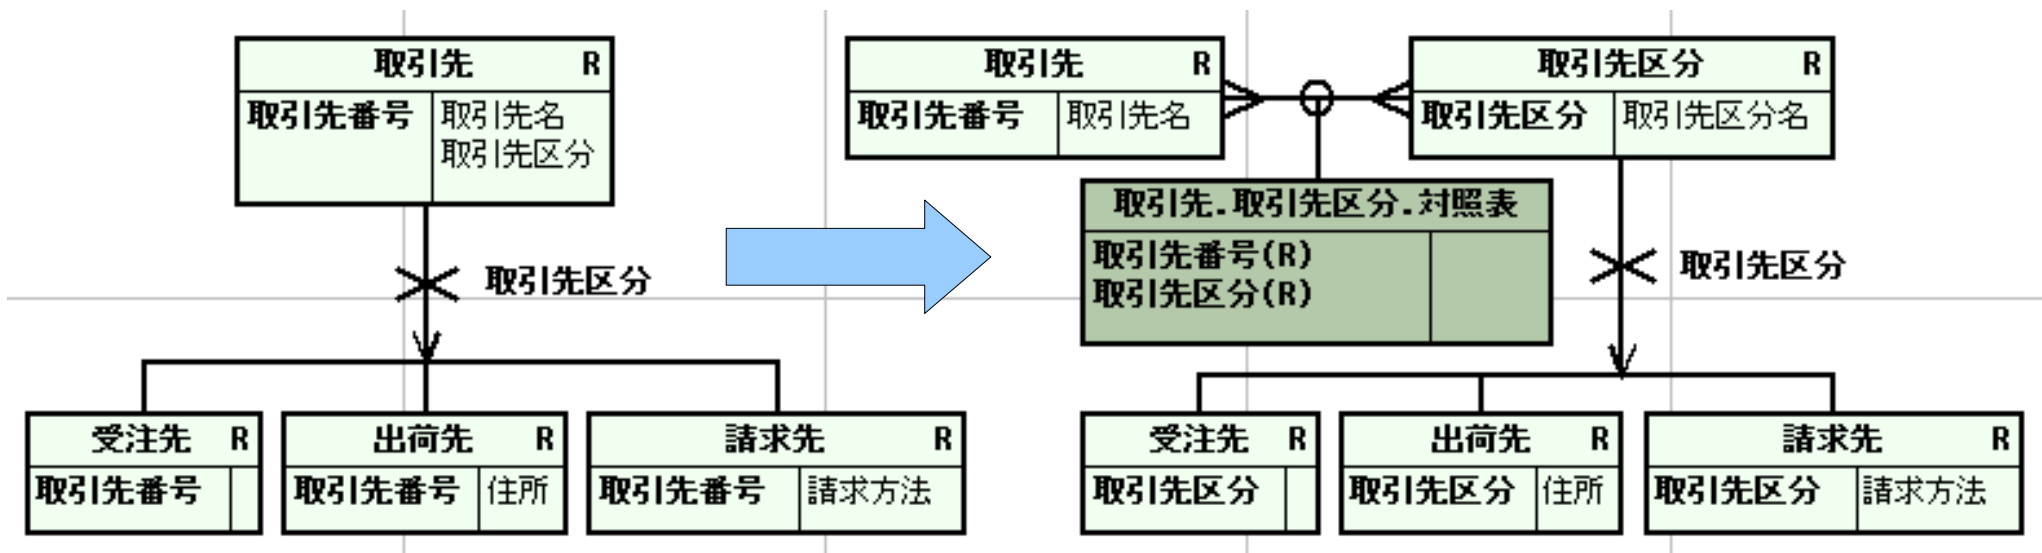 取引先 R
取引先番号 取引先名
取引先区分
取引先区分
受注先 R
取引先番号
出荷先 R
取引先番号 住所
請求先 R
取引先番号 請求方法
取引先 R
取引先番号 取引先名
取引先区分 R
取引先区分 取引先区分名
取引先.取引先区分.対照表
取引先番号(R)
取引先区分(R)
取引先区分
受注先 R
取引先区分
出荷先 R
取引先区分 住所
請求先 R
取引先区分 請求方法